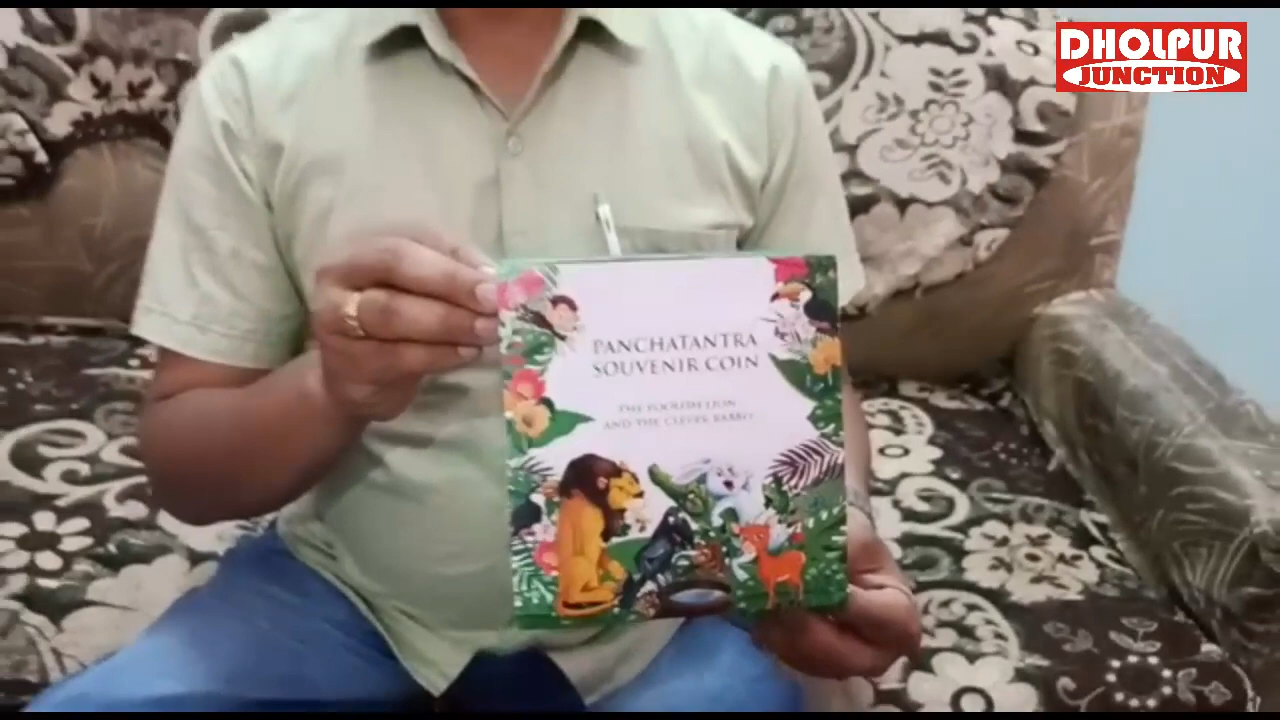 DHOLPUR
JUNCTION
PANCHATANTRA
SOUVENIR COIN
THE FOOLISH LION
AND THE CLEVER RABBIT